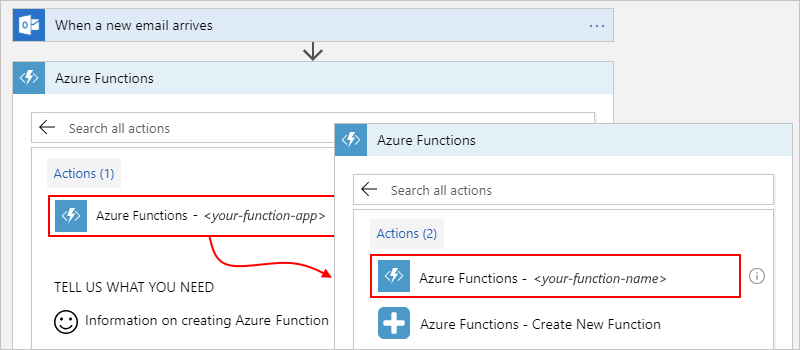 When a new email arrives
Azure Functions
Search all actions
Actions (1)
Azure Functions - <your-function-app>
TELL US WHAT YOU NEED
Information on creating Azure Function
Azure Functions
Search all actions
Actions (2)
Azure Functions - <your-function-name>
Azure Functions - Create New Function